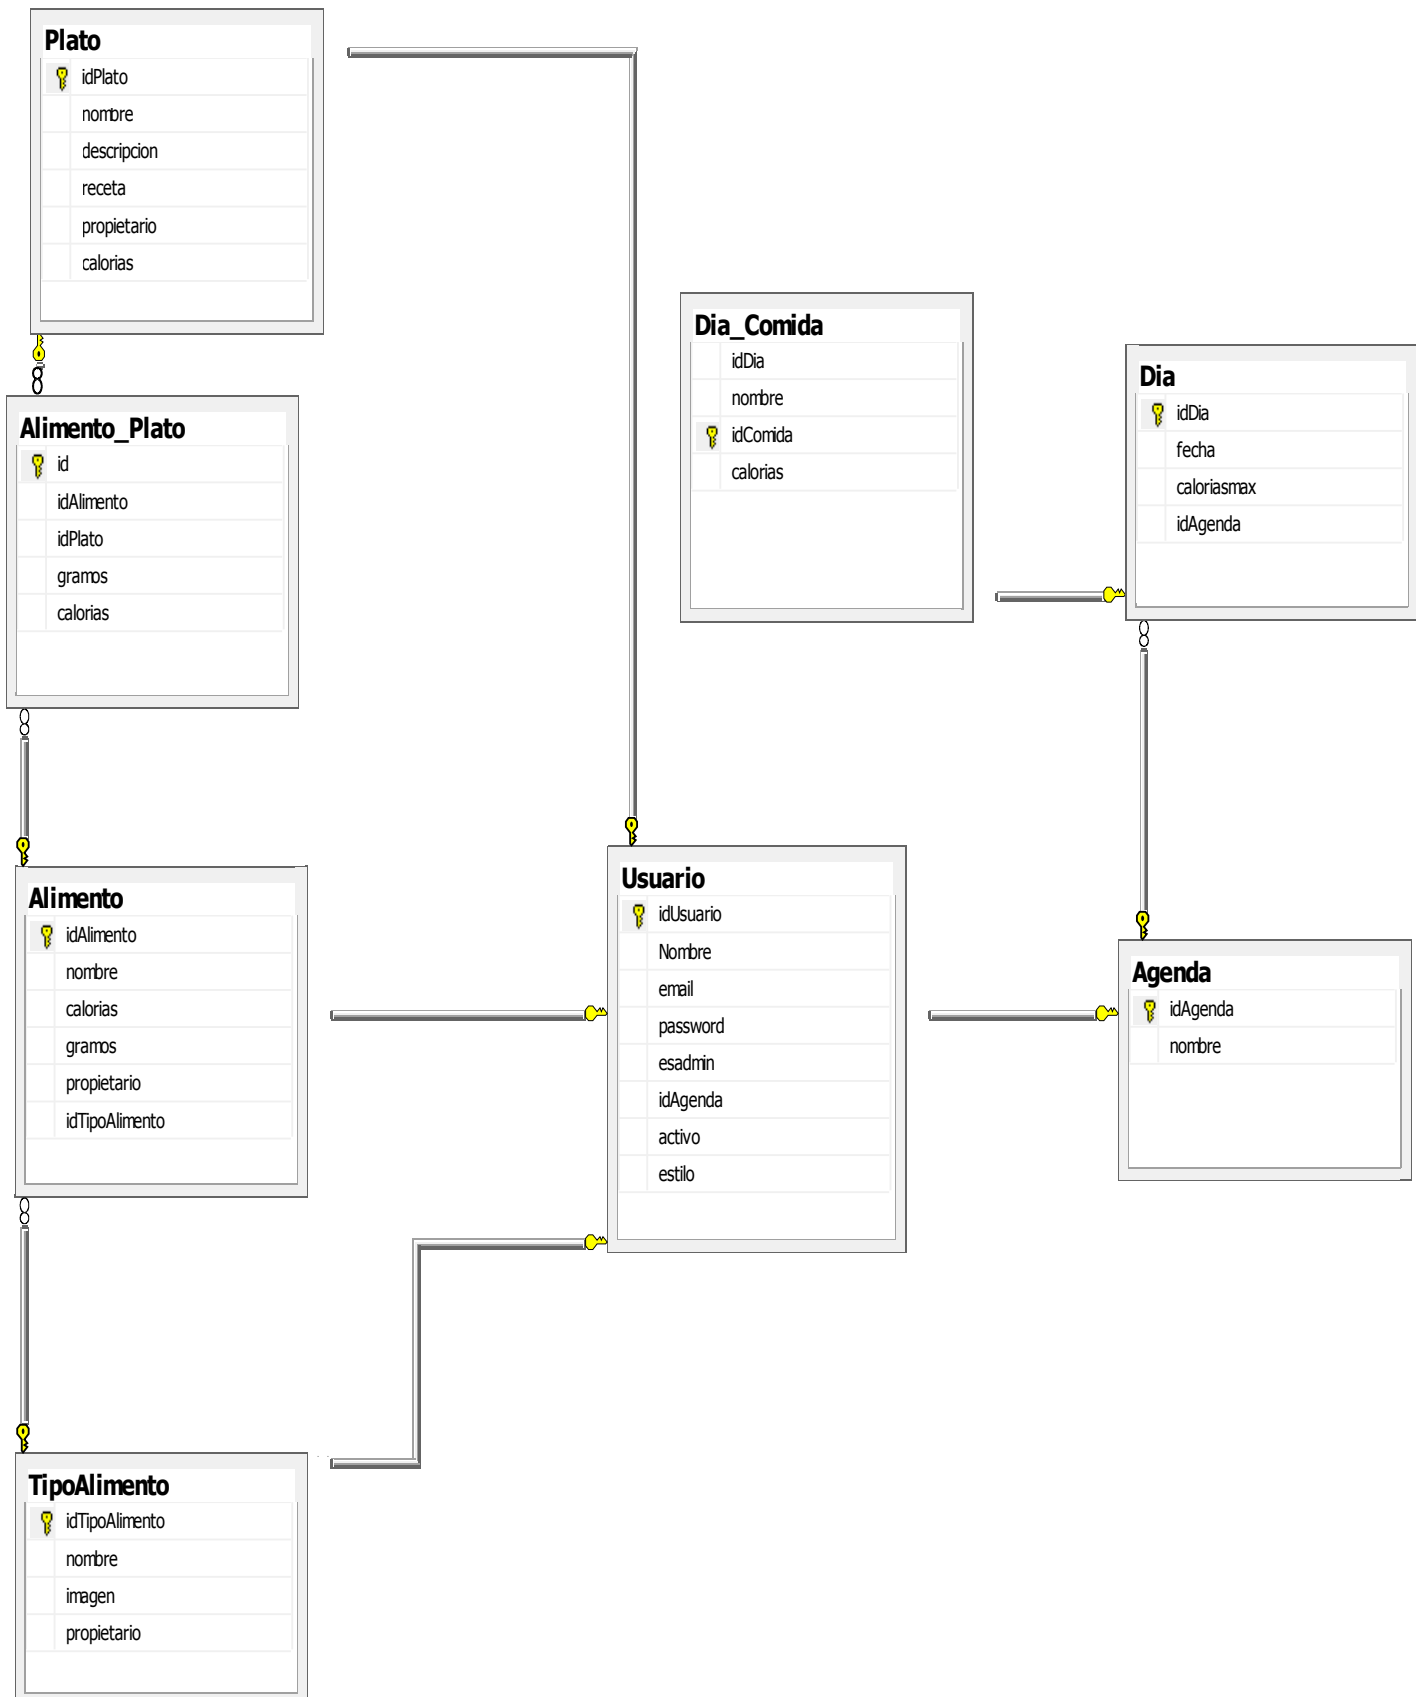 Plato
idPlato
nombre
descripcion
receta
propietario
calorias
Alimento_Plato
id
idAlimento
idPlato
gramos
calorias
Alimento
idAlimento
nombre
calorias
gramos
propietario
idTipoAlimento
TipoAlimento
idTipoAlimento
nombre
imagen
propietario
Dia_Comida
idDia
nombre
idComida
calorias
Usuario
idUsuario
Nombre
email
password
esadmin
idAgenda
activo
estilo
Dia
idDia
fecha
caloriasmax
idAgenda
Agenda
idAgenda
nombre